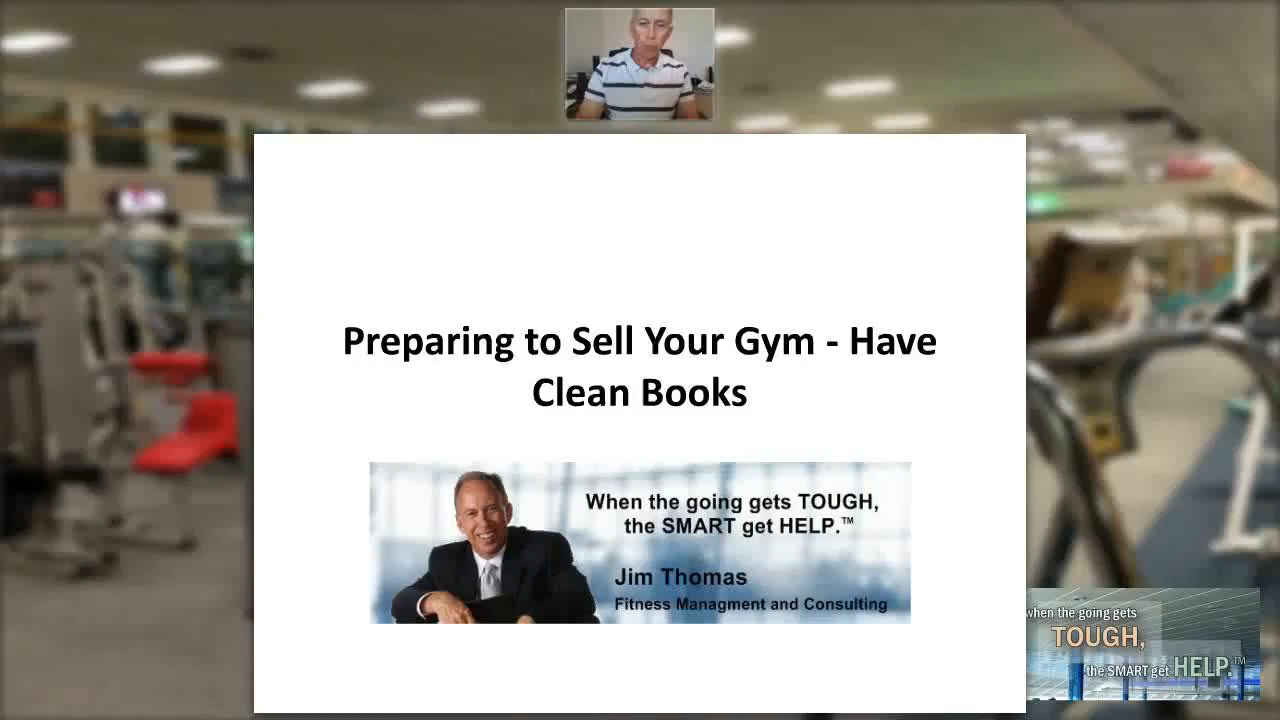 Preparing to Sell Your Gym - Have
Clean Books
When the going gets TOUGH,
the SMART get HELP.™
Jim Thomas
Fitness Managment and Consulting
when the going gets
TOUGH,
the SMART get HELP.™